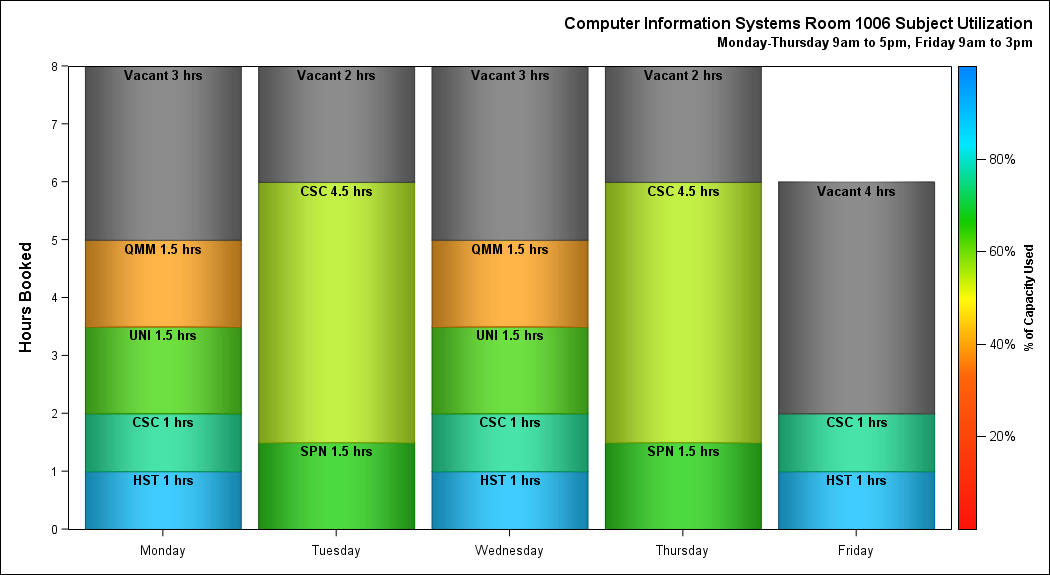 Computer Information Systems Room 1006 Subject Utilization
Monday-Thursday 9am to 5pm, Friday 9am to 3pm
Hours Booked
8
7
6
5
4
3
2
1
0
Vacant 3 hrs
QMM 1.5 hrs
UNI 1.5 hrs
CSC 1 hrs
HST 1 hrs
Monday
Vacant 2 hrs
CSC 4.5 hrs
SPN 1.5 hrs
Tuesday
Vacant 3 hrs
QMM 1.5 hrs
UNI 1.5 hrs
CSC 1 hrs
HST 1 hrs
Wednesday
Vacant 2 hrs
CSC 4.5 hrs
SPN 1.5 hrs
Thursday
Vacant 4 hrs
CSC 1 hrs
HST 1 hrs
Friday
80%
60%
40%
20%
% of Capacity Used